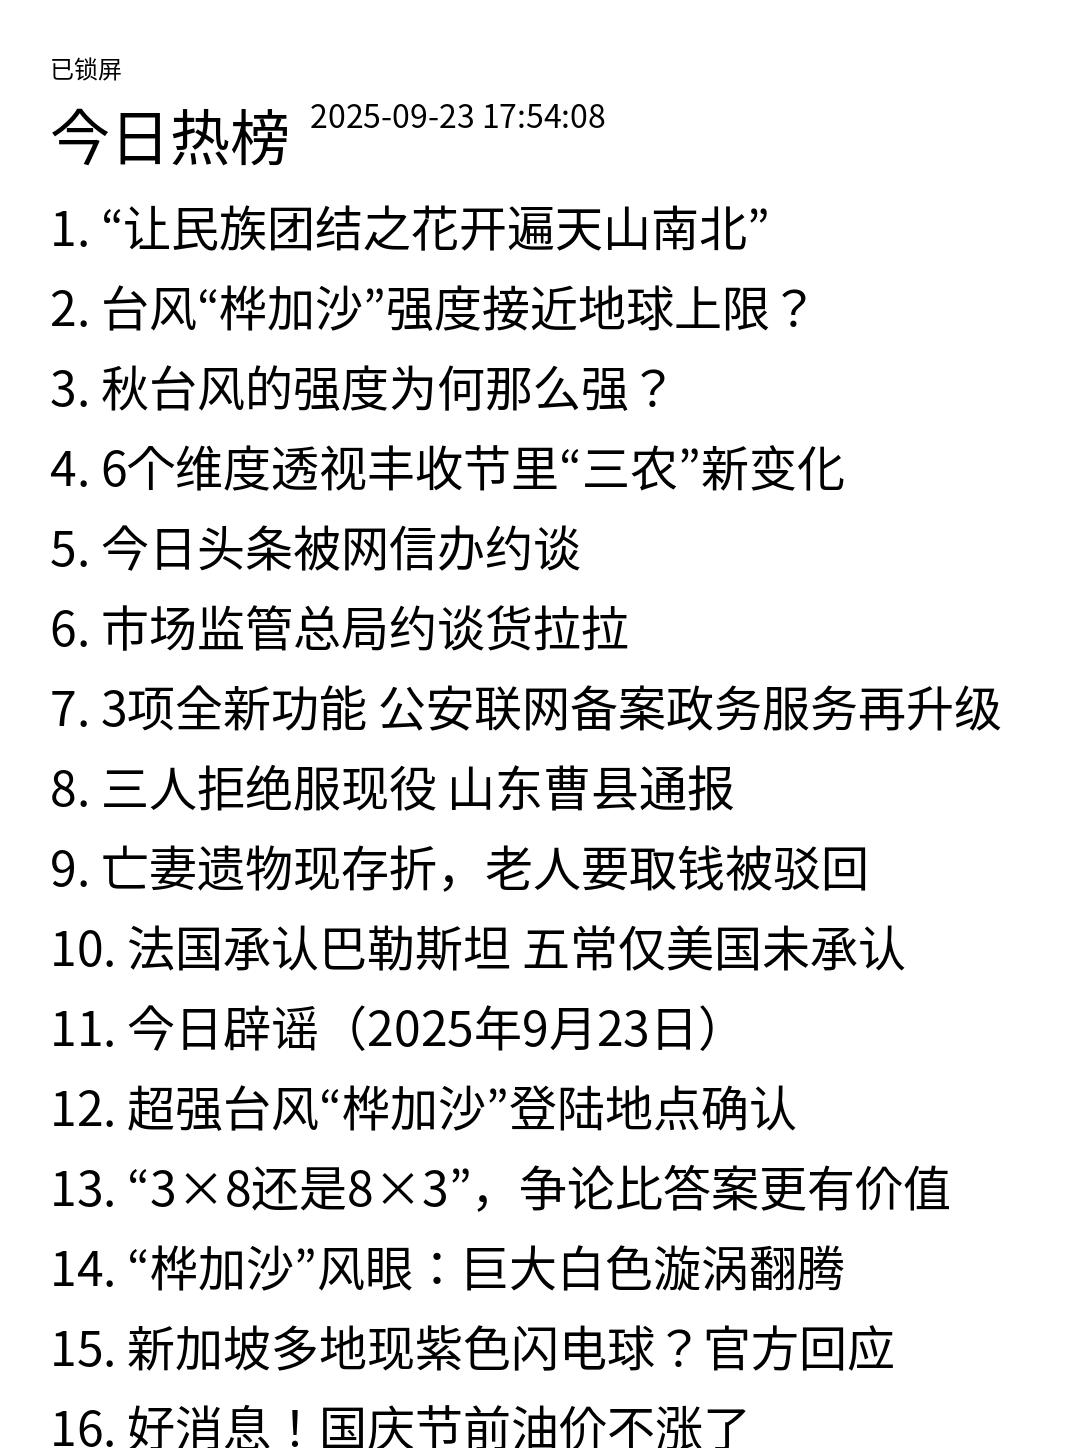 已锁屏
今日热榜 2025-09-23 17:54:08
1. “让民族团结之花开遍天山南北”
2. 台风“桦加沙”强度接近地球上限？
3. 秋台风的强度为何那么强？
4. 6个维度透视丰收节里“三农”新变化
5. 今日头条被网信办约谈
6. 市场监管总局约谈货拉拉
7. 3项全新功能 公安联网备案政务服务再升级
8. 三人拒绝服现役 山东曹县通报
9. 亡妻遗物现存折，老人要取钱被驳回
10. 法国承认巴勒斯坦 五常仅美国未承认
11. 今日辟谣（2025年9月23日）
12. 超强台风“桦加沙”登陆地点确认
13. “3×8还是8×3”，争论比答案更有价值
14. “桦加沙”风眼：巨大白色漩涡翻腾
15. 新加坡多地现紫色闪电球？官方回应
16. 好消息！国庆节前油价不涨了